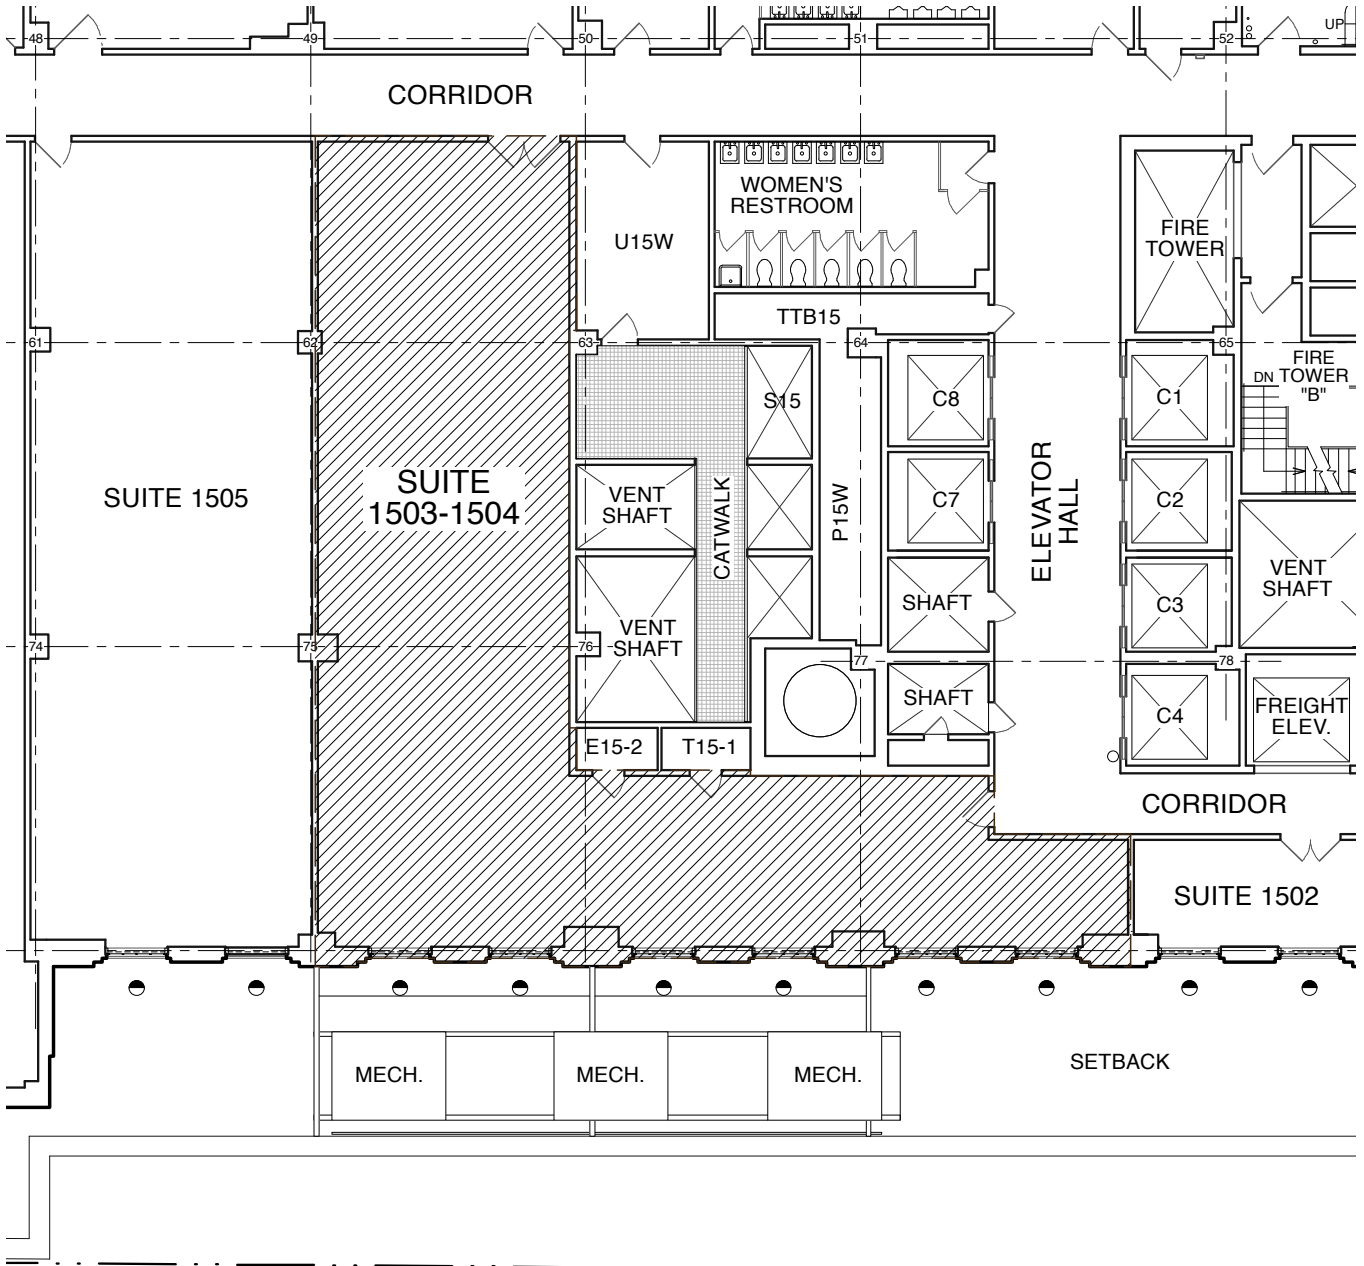 48
49
50
51
52
UP
CORRIDOR
WOMEN'S
RESTROOM
U15W
FIRE
TOWER
TTB15
61
62
63
64
65
FIRE
TOWER
"B"
DN
S15
C8
C1
SUITE 1505
SUITE
1503-1504
VENT
SHAFT
CATWALK
P15W
C7
ELEVATOR
HALL
C2
VENT
SHAFT
SHAFT
C3
VENT
SHAFT
74
75
76
77
78
SHAFT
C4
FREIGHT
ELEV.
E15-2
T15-1
CORRIDOR
SUITE 1502
MECH.
MECH.
MECH.
SETBACK